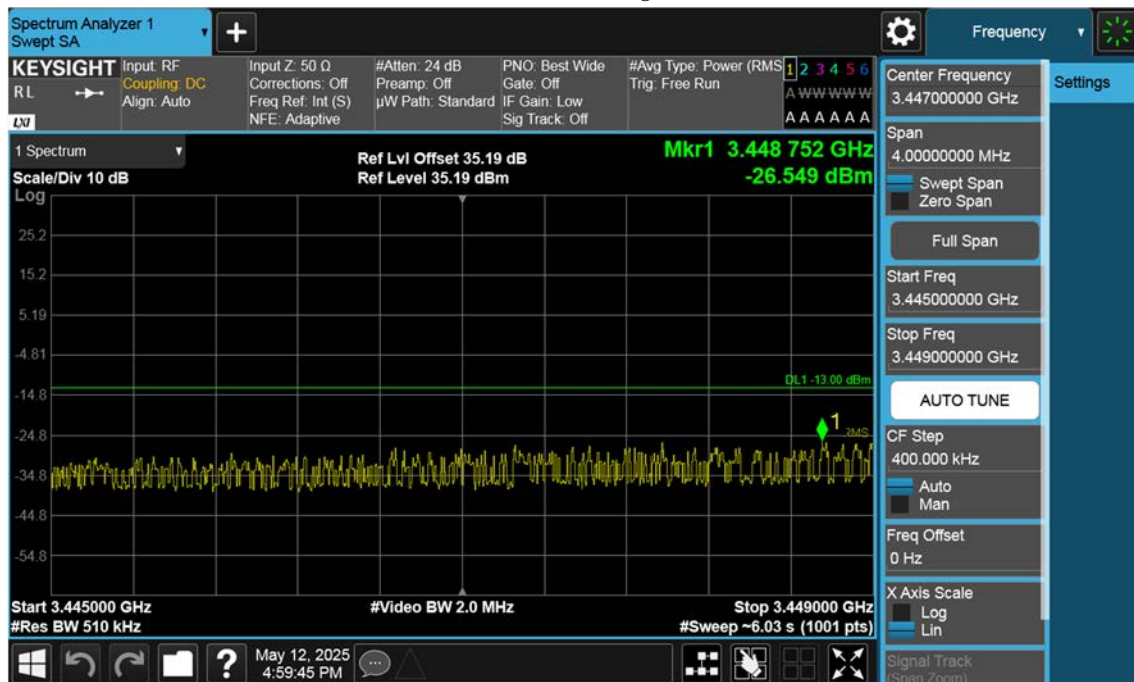 Spectrum Analyzer 1
Swept SA
+
Frequency
KEYSIGHT
RL
LXI
Input: RF
Coupling: DC
Align: Auto
Input Z: 50 Ω
Corrections: Off
Freq Ref: Int (S)
NFE: Adaptive
#Atten: 24 dB
Preamp: Off
µW Path: Standard
PNO: Best Wide
Gate: Off
IF Gain: Low
Sig Track: Off
#Avg Type: Power (RMS
Trig: Free Run
1 2 3 4 5 6
A W W W W W
A A A A A A
1 Spectrum
Scale/Div 10 dB
Ref Lvl Offset 35.19 dB
Ref Level 35.19 dBm
Mkr1 3.448 752 GHz
-26.549 dBm
Log
25.2
15.2
5.19
-4.81
-14.8
-24.8
-34.8
-44.8
-54.8
DL1 -13.00 dBm
1
RMS
Start 3.445000 GHz
#Res BW 510 kHz
#Video BW 2.0 MHz
Stop 3.449000 GHz
#Sweep ~6.03 s (1001 pts)
?
May 12, 2025
4:59:45 PM
Center Frequency
3.447000000 GHz
Span
4.00000000 MHz
Swept Span
Zero Span
Full Span
Start Freq
3.445000000 GHz
Stop Freq
3.449000000 GHz
AUTO TUNE
CF Step
400.000 kHz
Auto
Man
Freq Offset
0 Hz
X Axis Scale
Log
Lin
Signal Track
(Span Zoom)
Settings